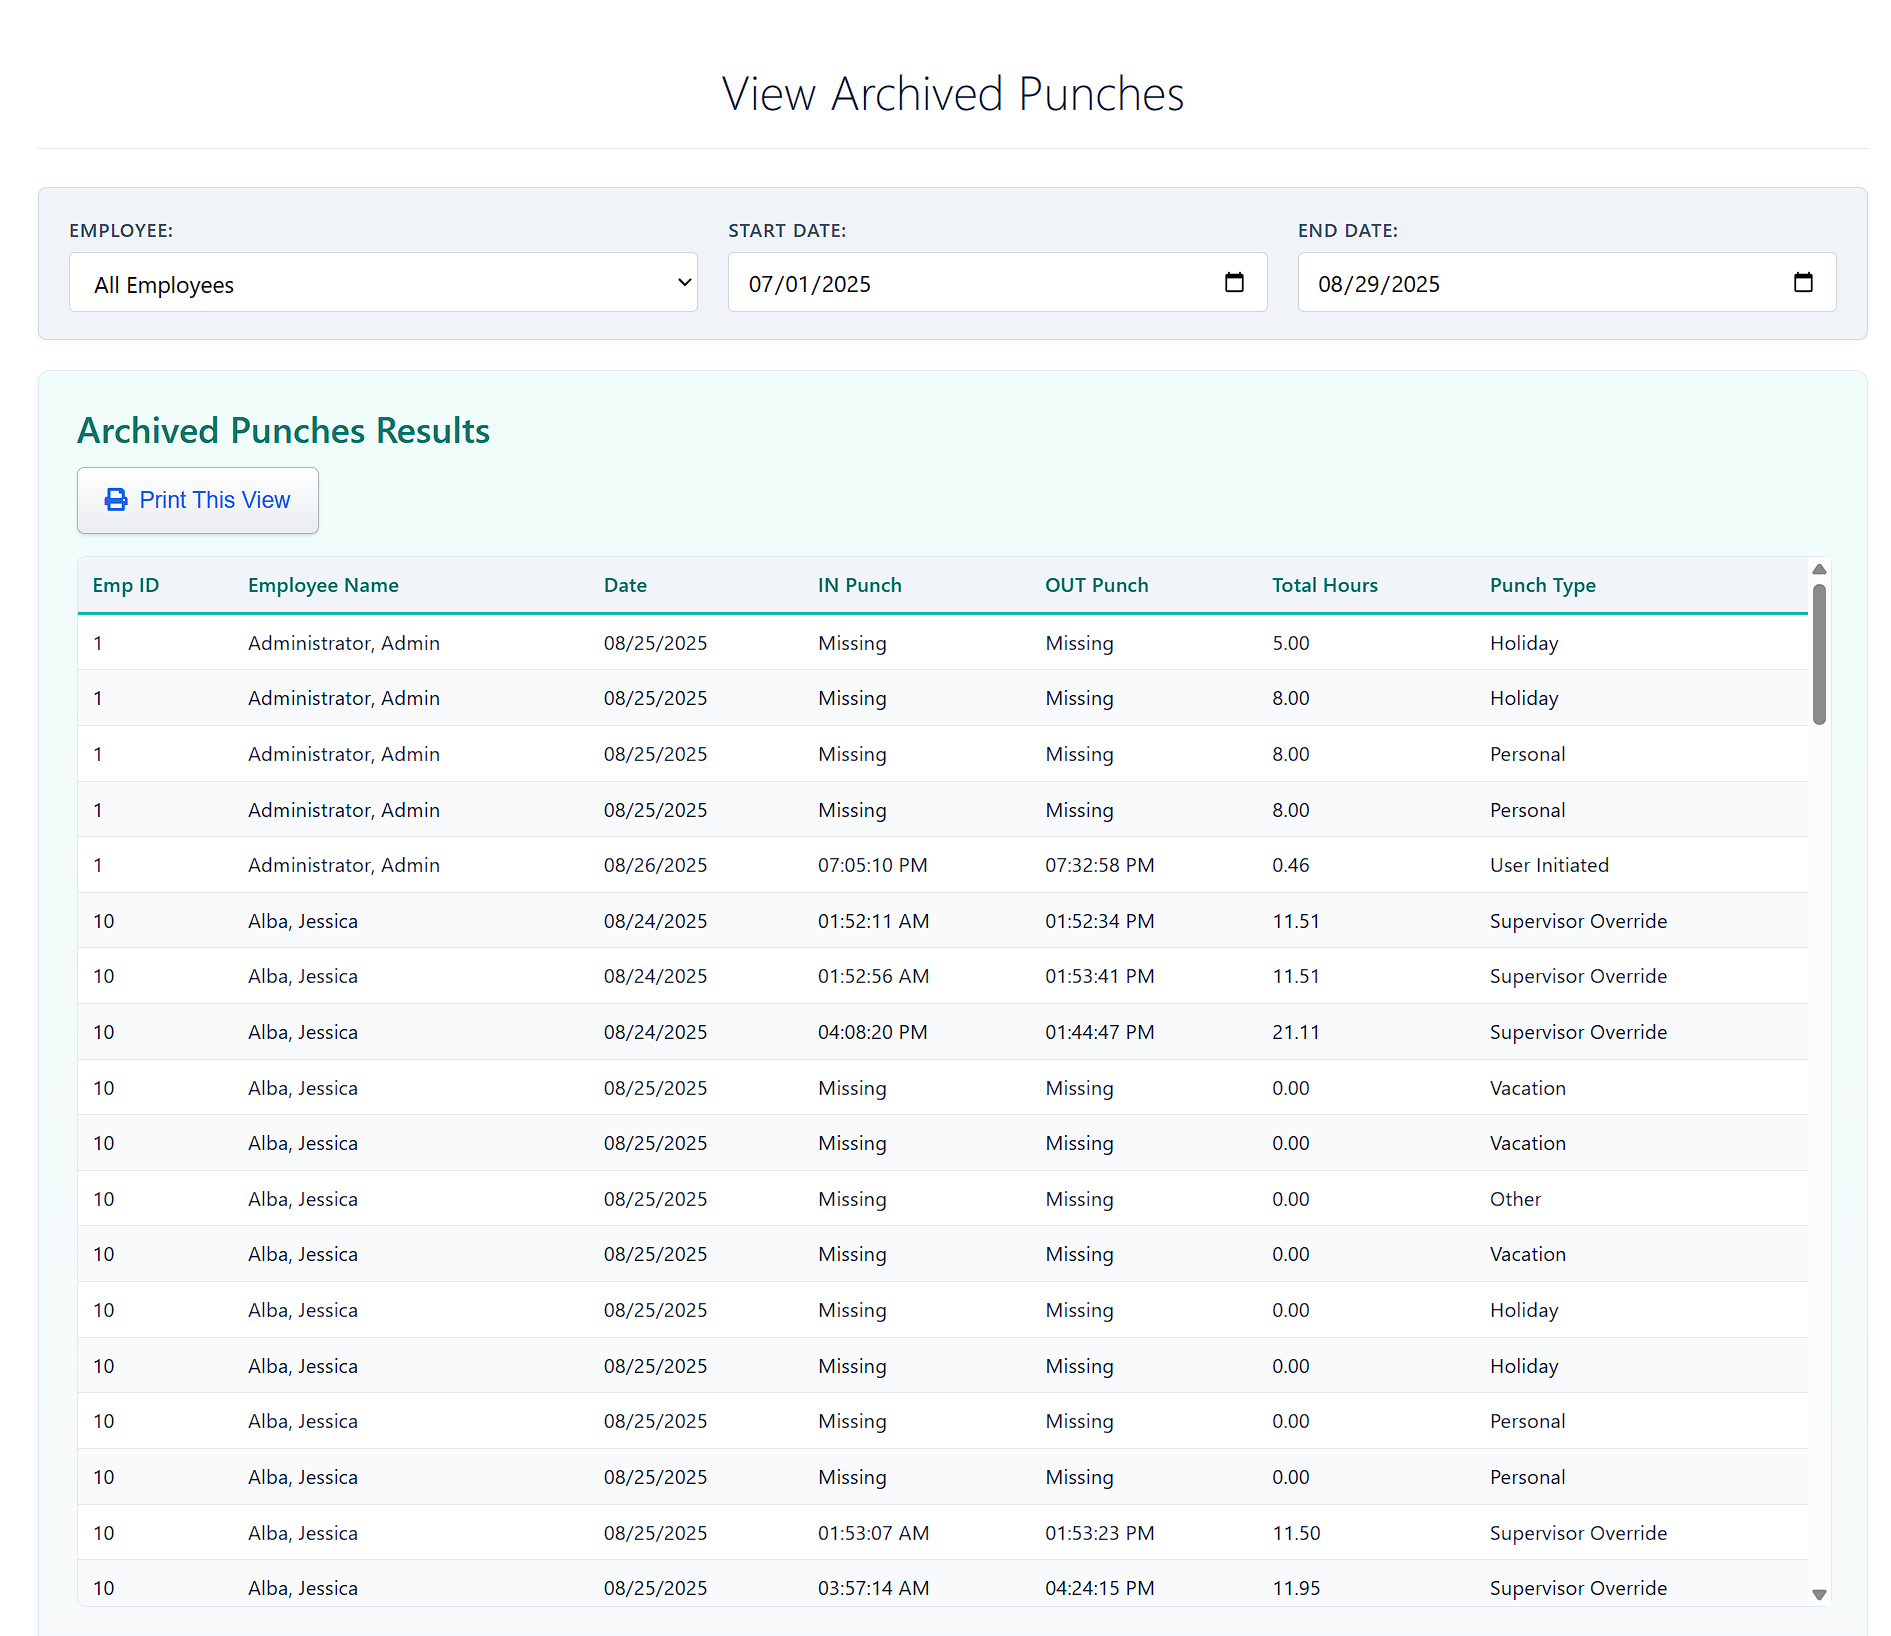 View Archived Punches
EMPLOYEE: START DATE: END DATE:
All Employees 07/01/2025 08/29/2025
Archived Punches Results
Print This View
Emp ID Employee Name Date IN Punch OUT Punch Total Hours Punch Type
1 Administrator, Admin 08/25/2025 Missing Missing 5.00 Holiday
1 Administrator, Admin 08/25/2025 Missing Missing 8.00 Holiday
1 Administrator, Admin 08/25/2025 Missing Missing 8.00 Personal
1 Administrator, Admin 08/25/2025 Missing Missing 8.00 Personal
1 Administrator, Admin 08/26/2025 07:05:10 PM 07:32:58 PM 0.46 User Initiated
10 Alba, Jessica 08/24/2025 01:52:11 AM 01:52:34 PM 11.51 Supervisor Override
10 Alba, Jessica 08/24/2025 01:52:56 AM 01:53:41 PM 11.51 Supervisor Override
10 Alba, Jessica 08/24/2025 04:08:20 PM 01:44:47 PM 21.11 Supervisor Override
10 Alba, Jessica 08/25/2025 Missing Missing 0.00 Vacation
10 Alba, Jessica 08/25/2025 Missing Missing 0.00 Vacation
10 Alba, Jessica 08/25/2025 Missing Missing 0.00 Other
10 Alba, Jessica 08/25/2025 Missing Missing 0.00 Vacation
10 Alba, Jessica 08/25/2025 Missing Missing 0.00 Holiday
10 Alba, Jessica 08/25/2025 Missing Missing 0.00 Holiday
10 Alba, Jessica 08/25/2025 Missing Missing 0.00 Personal
10 Alba, Jessica 08/25/2025 Missing Missing 0.00 Personal
10 Alba, Jessica 08/25/2025 01:53:07 AM 01:53:23 PM 11.50 Supervisor Override
10 Alba, Jessica 08/25/2025 03:57:14 AM 04:24:15 PM 11.95 Supervisor Override